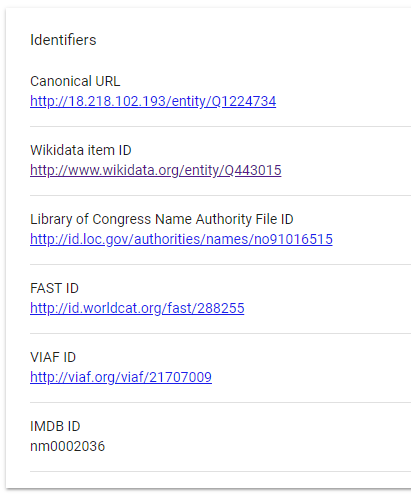 Identifiers
Canonical URL
http://18.218.102.193/entity/Q1224734
Wikidata item ID
http://www.wikidata.org/entity/Q443015
Library of Congress Name Authority File ID
http://id.loc.gov/authorities/names/no91016515
FAST ID
http://id.worldcat.org/fast/288255
VIAF ID
http://viaf.org/viaf/21707009
IMDB ID
nm0002036